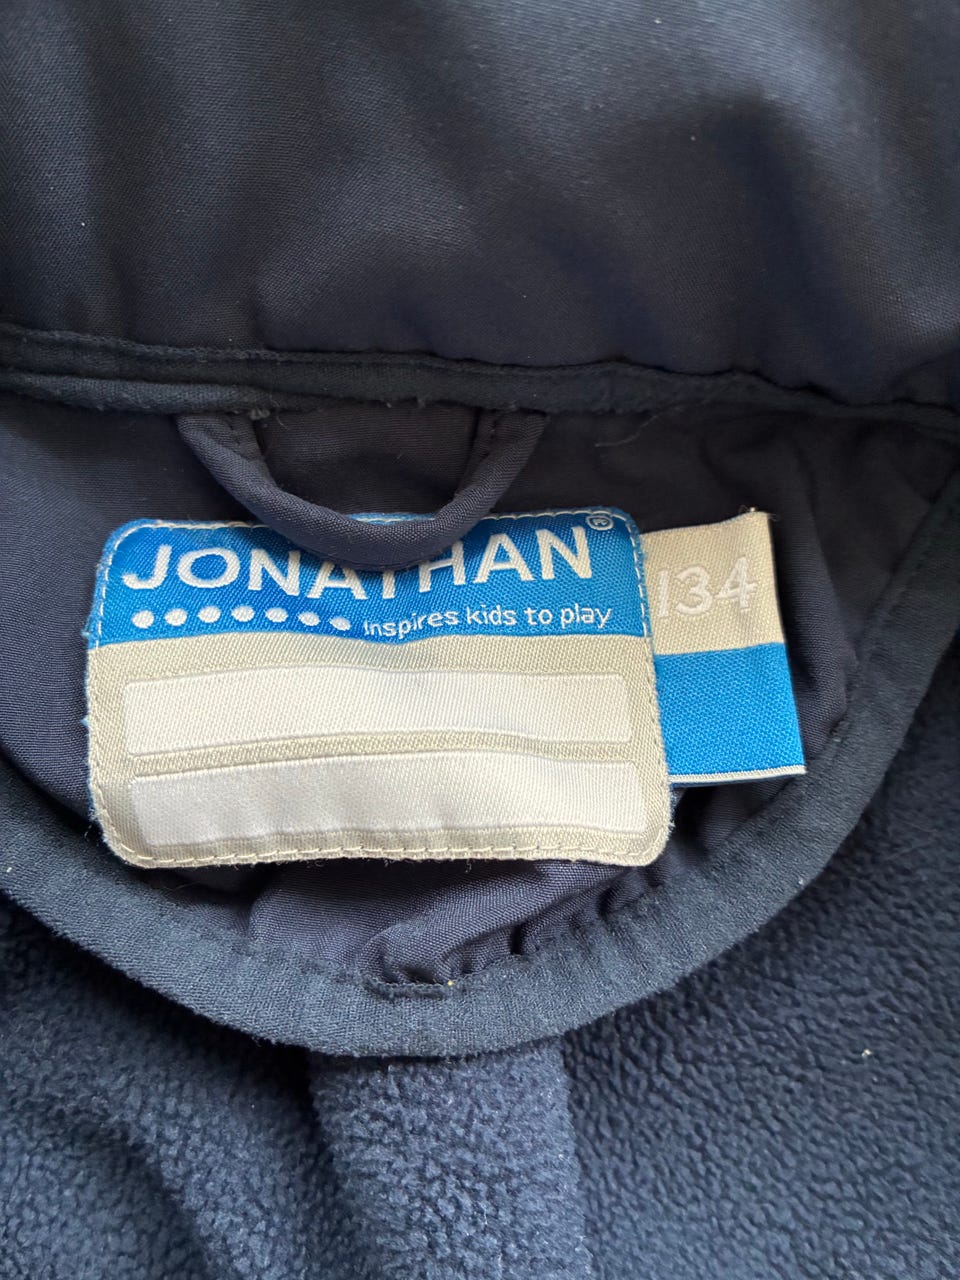 JONATHAN®
Inspires kids to play
134